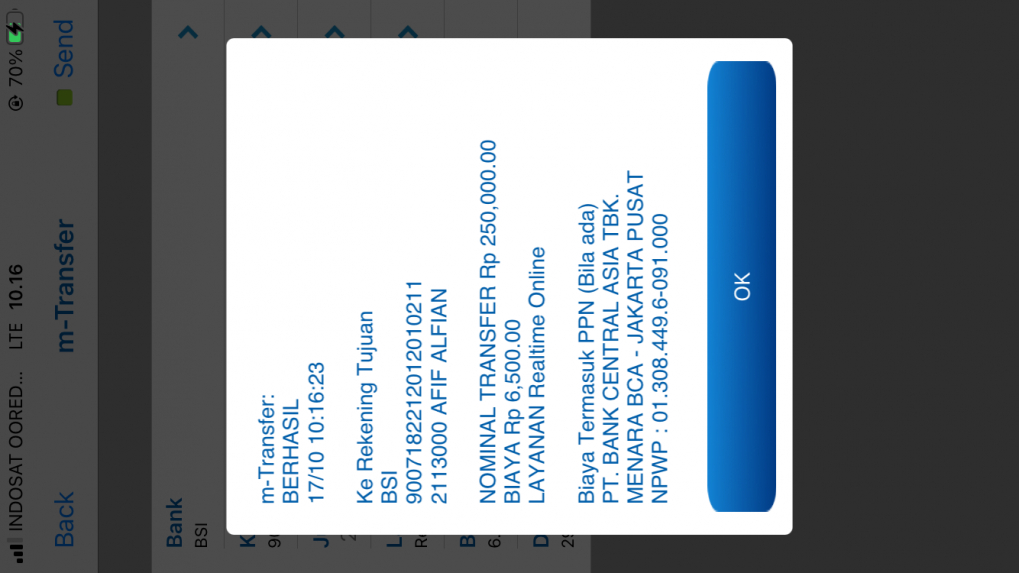 INDOSAT OORED... LTE 10.16 70%
Back m-Transfer Send
Bank
BSI
m-Transfer:
BERHASIL
17/10 10:16:23
Ke Rekening Tujuan
BSI
9007182212012010211
2113000 AFIF ALFIAN
NOMINAL TRANSFER Rp 250,000.00
BIAYA Rp 6,500.00
LAYANAN Realtime Online
Biaya Termasuk PPN (Bila ada)
PT. BANK CENTRAL ASIA TBK.
MENARA BCA - JAKARTA PUSAT
NPWP : 01.308.449.6-091.000
OK